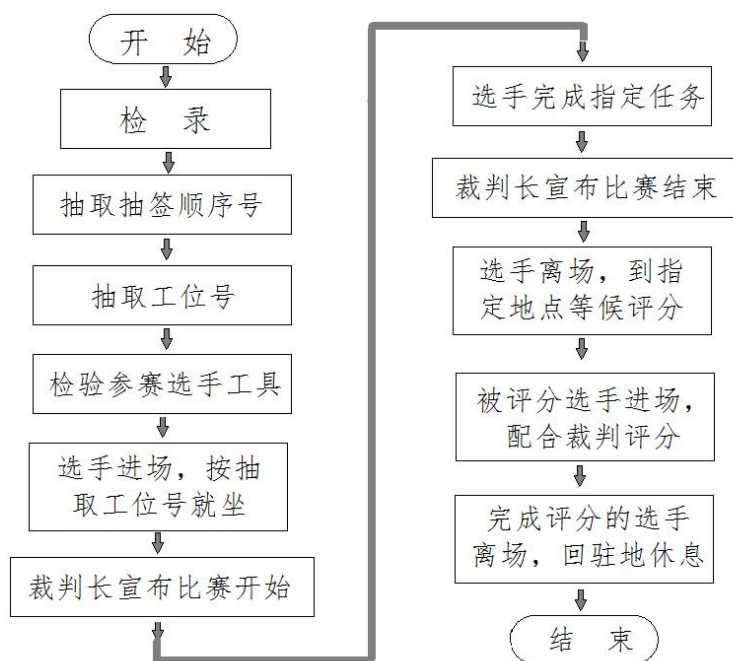 开 始
检 录
抽取抽签顺序号
抽取工位号
检验参赛选手工具
选手进场，按抽
取工位号就坐
裁判长宣布比赛开始
选手完成指定任务
裁判长宣布比赛结束
选手离场，到指
定地点等候评分
被评分选手进场，
配合裁判评分
完成评分的选手
离场，回驻地休息
结 束